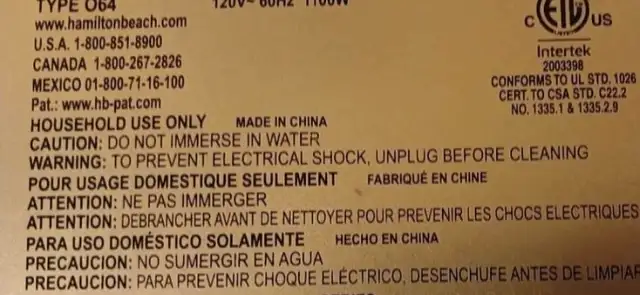 TYPE O64 120V~ 60Hz 1100W
www.hamiltonbeach.com
U.S.A. 1-800-851-8900
CANADA 1-800-267-2826
MEXICO 01-800-71-16-100
Pat.: www.hb-pat.com
C ETL US
LISTED
Intertek
2003398
CONFORMS TO UL STD. 1026
CERT. TO CSA STD. C22.2
NO. 1335.1 & 1335.2.9
HOUSEHOLD USE ONLY MADE IN CHINA
CAUTION: DO NOT IMMERSE IN WATER
WARNING: TO PREVENT ELECTRICAL SHOCK, UNPLUG BEFORE CLEANING
POUR USAGE DOMESTIQUE SEULEMENT FABRIQUÉ EN CHINE
ATTENTION: NE PAS IMMERGER
ATTENTION: DEBRANCHER AVANT DE NETTOYER POUR PREVENIR LES CHOCS ELECTRIQUES
PARA USO DOMÉSTICO SOLAMENTE HECHO EN CHINA
PRECAUCION: NO SUMERGIR EN AGUA
PRECAUCION: PARA PREVENIR CHOQUE ELÉCTRICO, DESENCHUFE ANTES DE LIMPIAR